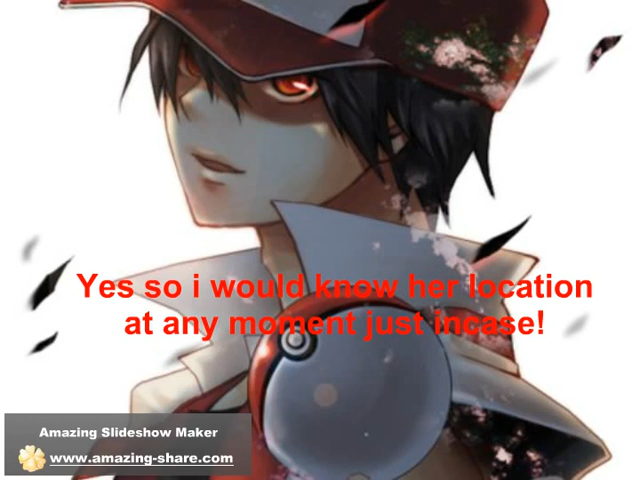 Yes so i would know her location
at any moment just incase!
Amazing Slideshow Maker
www.amazing-share.com